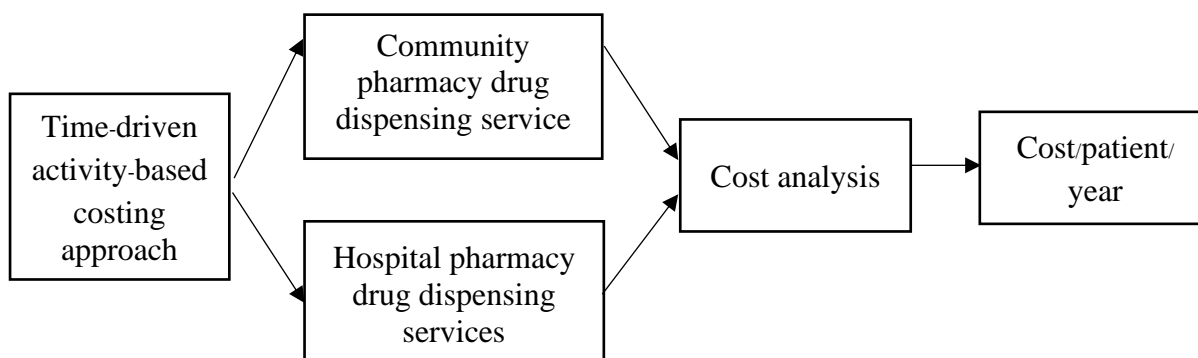 Time-driven
activity-based
costing
approach
Community
pharmacy drug
dispensing service
Hospital pharmacy
drug dispensing
services
Cost analysis
Cost/patient/
year